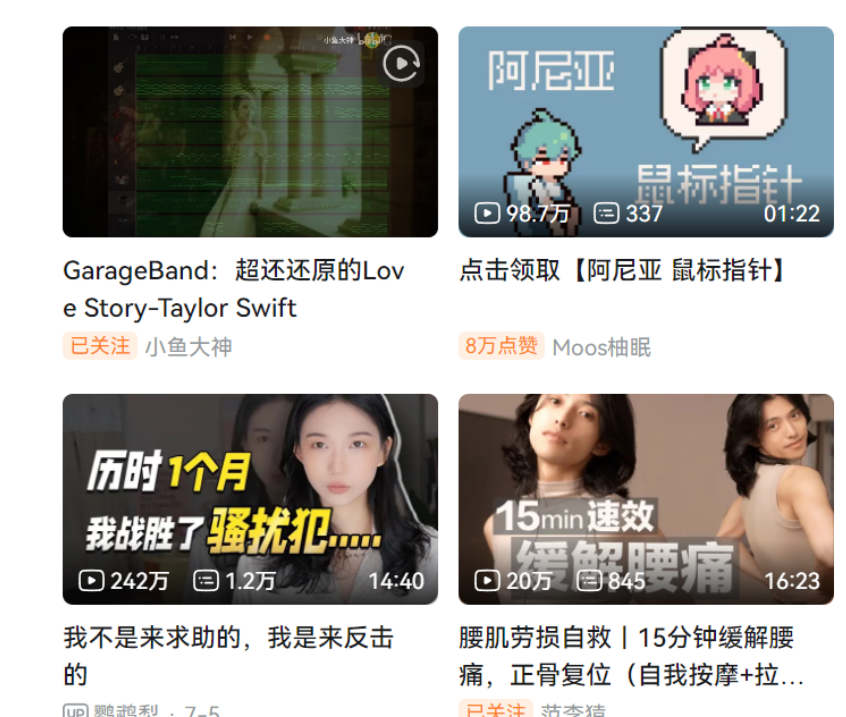 小鱼大神 bilibili
GarageBand：超还还原的Lov
e Story-Taylor Swift
已关注 小鱼大神
阿尼亚
鼠标指针
98.7万 337 01:22
点击领取【阿尼亚 鼠标指针】
8万点赞 Moos柚眠
历时1个月
我战胜了骚扰犯.....
242万 1.2万 14:40
我不是来求助的，我是来反击
的
UP 鹦鹉梨 · 7-5
15min速效
缓解腰痛
20万 845 16:23
腰肌劳损自救丨15分钟缓解腰
痛，正骨复位（自我按摩+拉...
已关注 范李猿